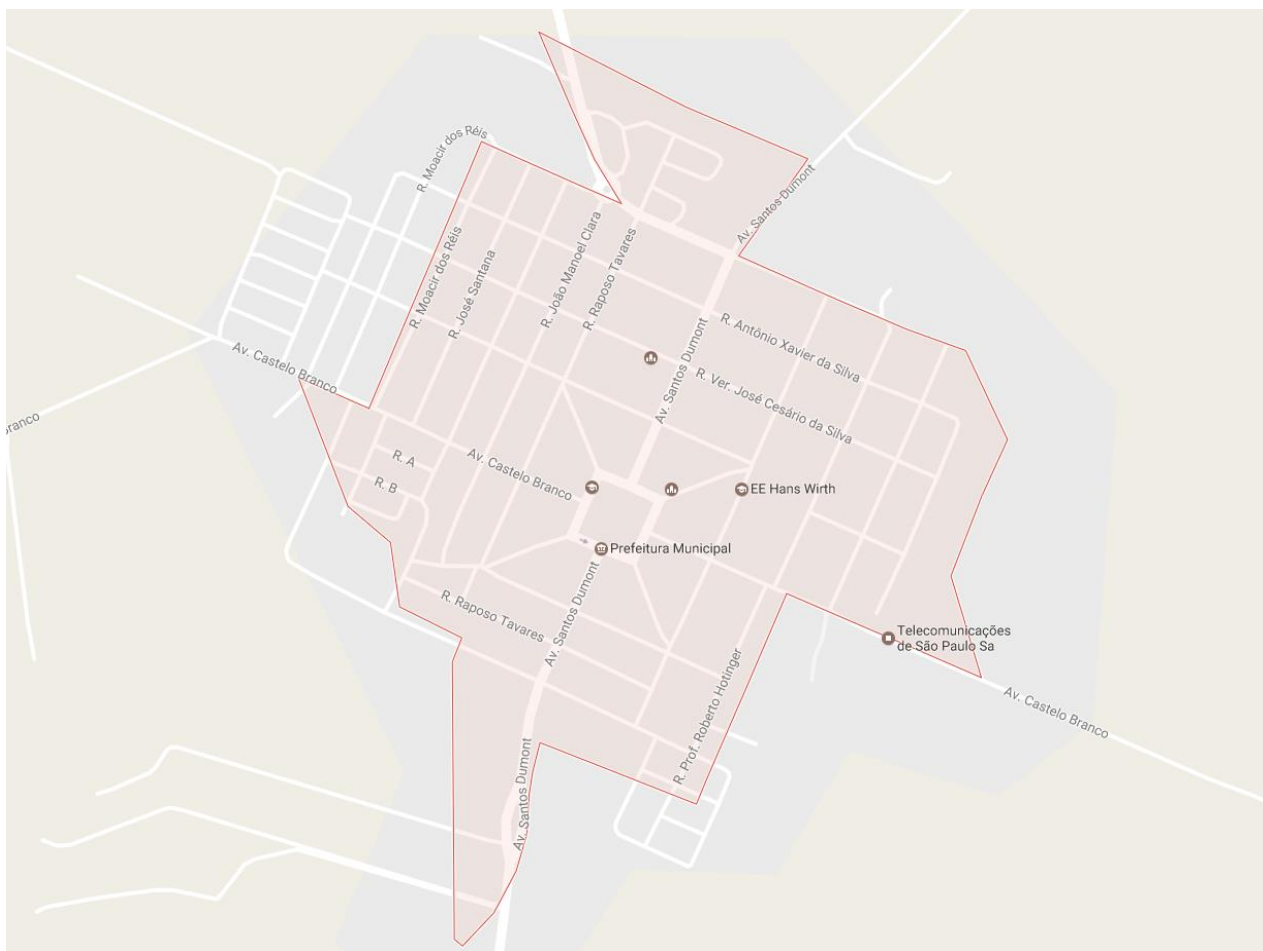 R. Moacir dos Réis
Av. Santos Dumont
R. João Manoel Clara
R. Raposo Tavares
R. Moacir dos Réis
R. José Santana
R. Antônio Xavier da Silva
Av. Santos Dumont
Av. Castelo Branco
R. Ver. José Cesário da Silva
ranco
R. A
Av. Castelo Branco
R. B
EE Hans Wirth
Prefeitura Municipal
R. Raposo Tavares
Av. Santos Dumont
Telecomunicações
de São Paulo Sa
R. Prof. Roberto Hotinger
Av. Castelo Branco
Av. Santos Dumont